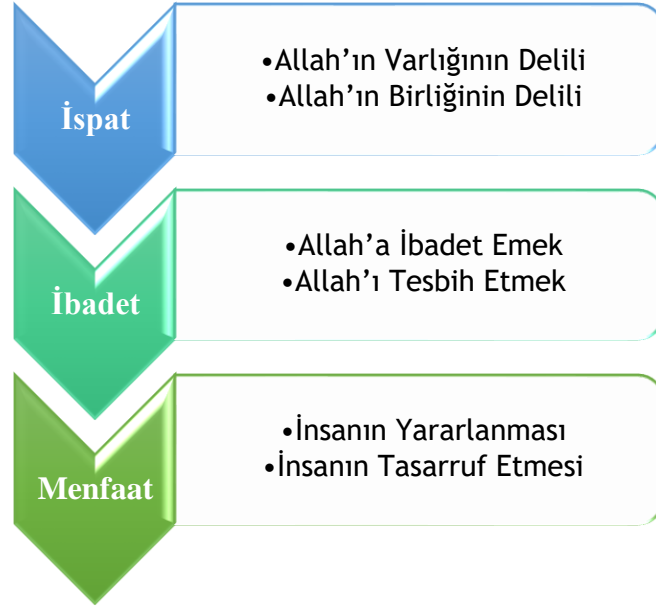 İspat
•Allah’ın Varlığının Delili
•Allah’ın Birliğinin Delili
İbadet
•Allah’a İbadet Emek
•Allah’ı Tesbih Etmek
Menfaat
•İnsanın Yararlanması
•İnsanın Tasarruf Etmesi